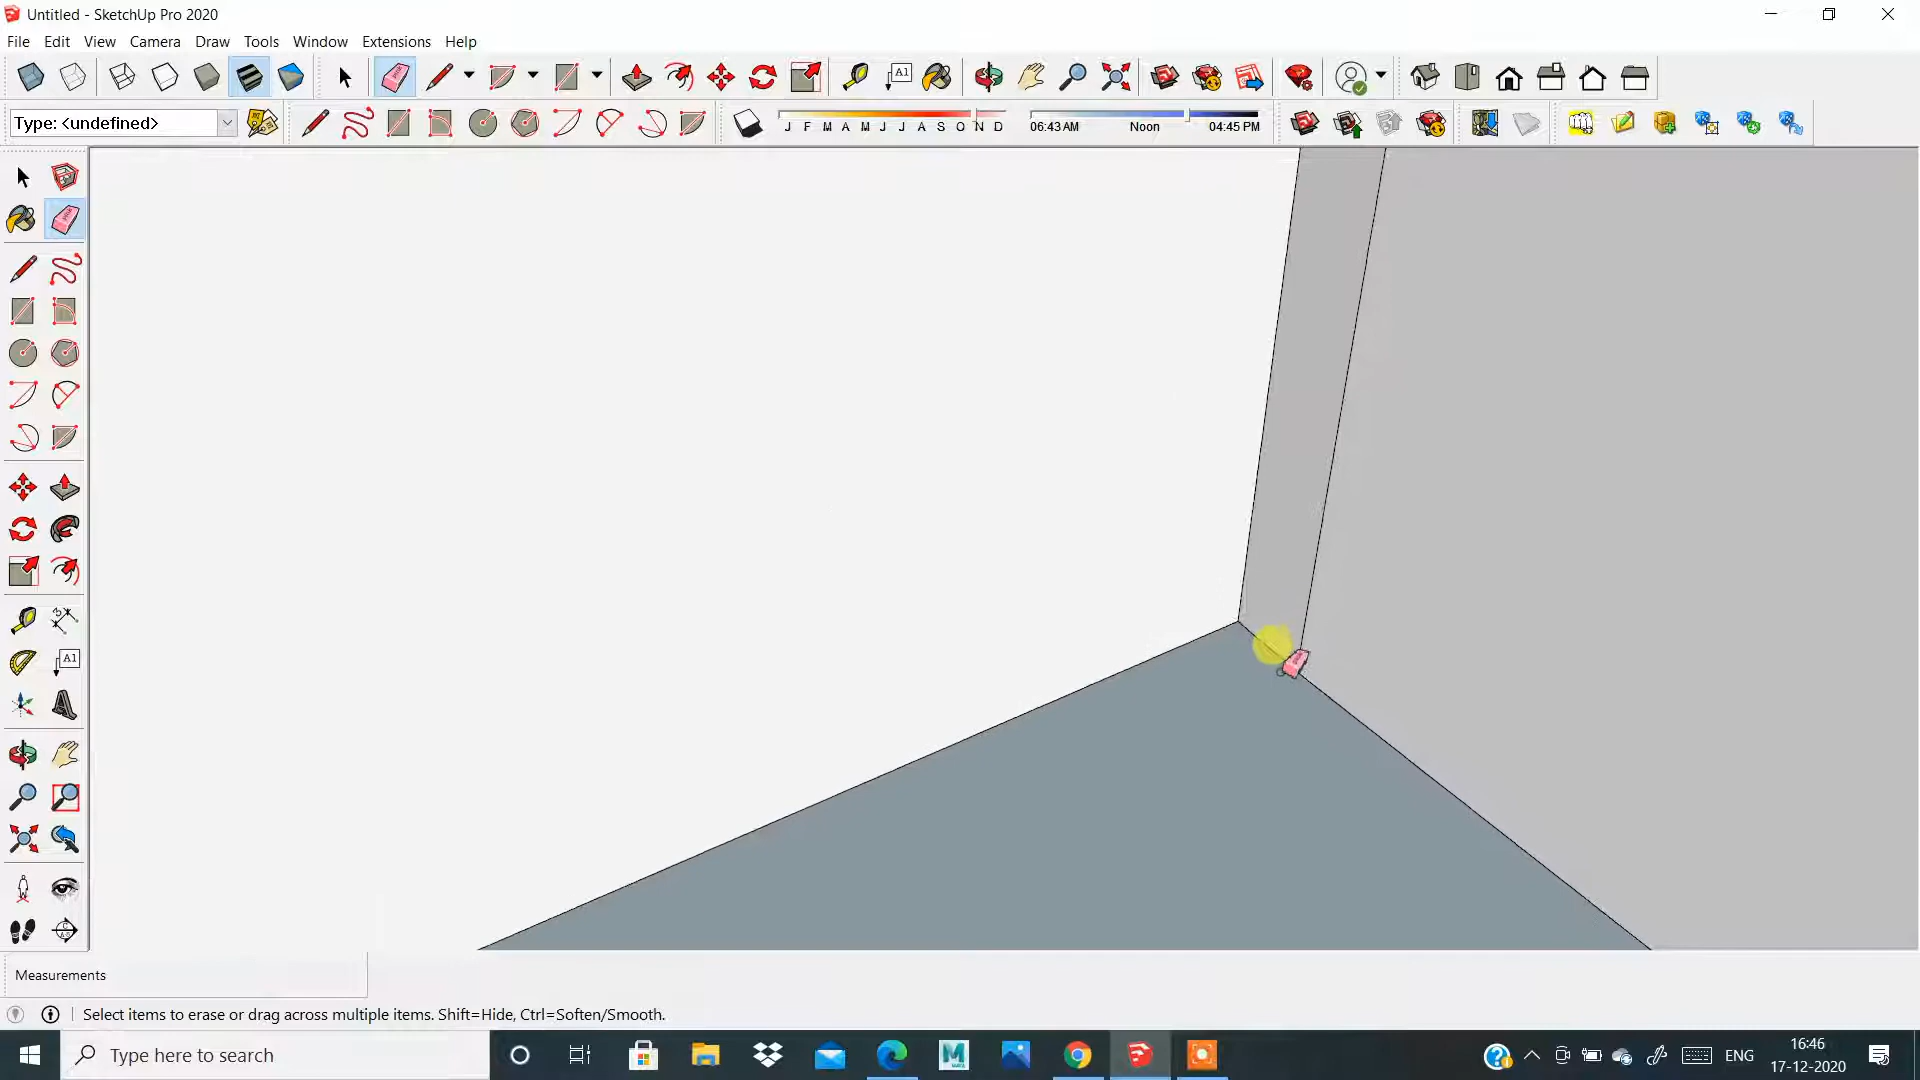 Untitled - SketchUp Pro 2020
File Edit View Camera Draw Tools Window Extensions Help
A1
Type: <undefined>
J F M A M J J A S O N D
06:43 AM Noon 04:45 PM
A1
Measurements
Select items to erase or drag across multiple items. Shift=Hide, Ctrl=Soften/Smooth.
Type here to search
ENG
16:46
17-12-2020